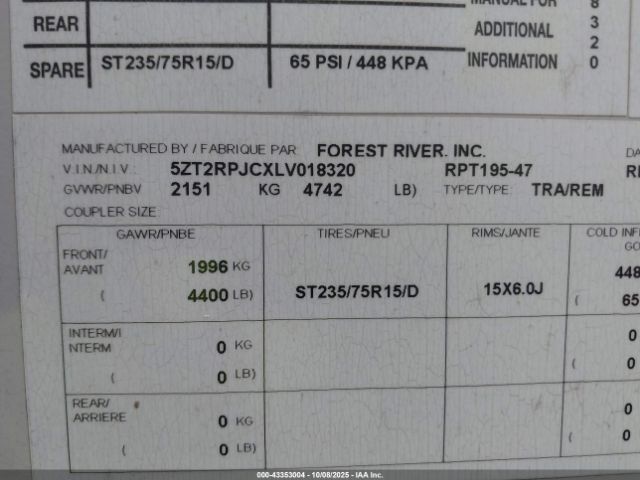 MANUAL FOR 8
REAR
ADDITIONAL 3
2
SPARE ST235/75R15/D 65 PSI / 448 KPA INFORMATION 0
MANUFACTURED BY / FABRIQUE PAR FOREST RIVER. INC. DA
V.I.N./N.I.V.: 5ZT2RPJCXLV018320 RPT195-47
GVWR/PNBV 2151 KG 4742 LB) TYPE/TYPE: TRA/REM
COUPLER SIZE:
GAWR/PNBE TIRES/PNEU RIMS/JANTE COLD INF
FRONT/
AVANT 1996 KG 448
( 4400 LB) ST235/75R15/D 15X6.0J ( 65
INTERM/I
NTERM 0 KG 0
( 0 LB) ( 0
REAR/
ARRIERE 0 KG 0
( 0 LB) ( 0
000-43353004 - 10/08/2025 - IAA Inc.